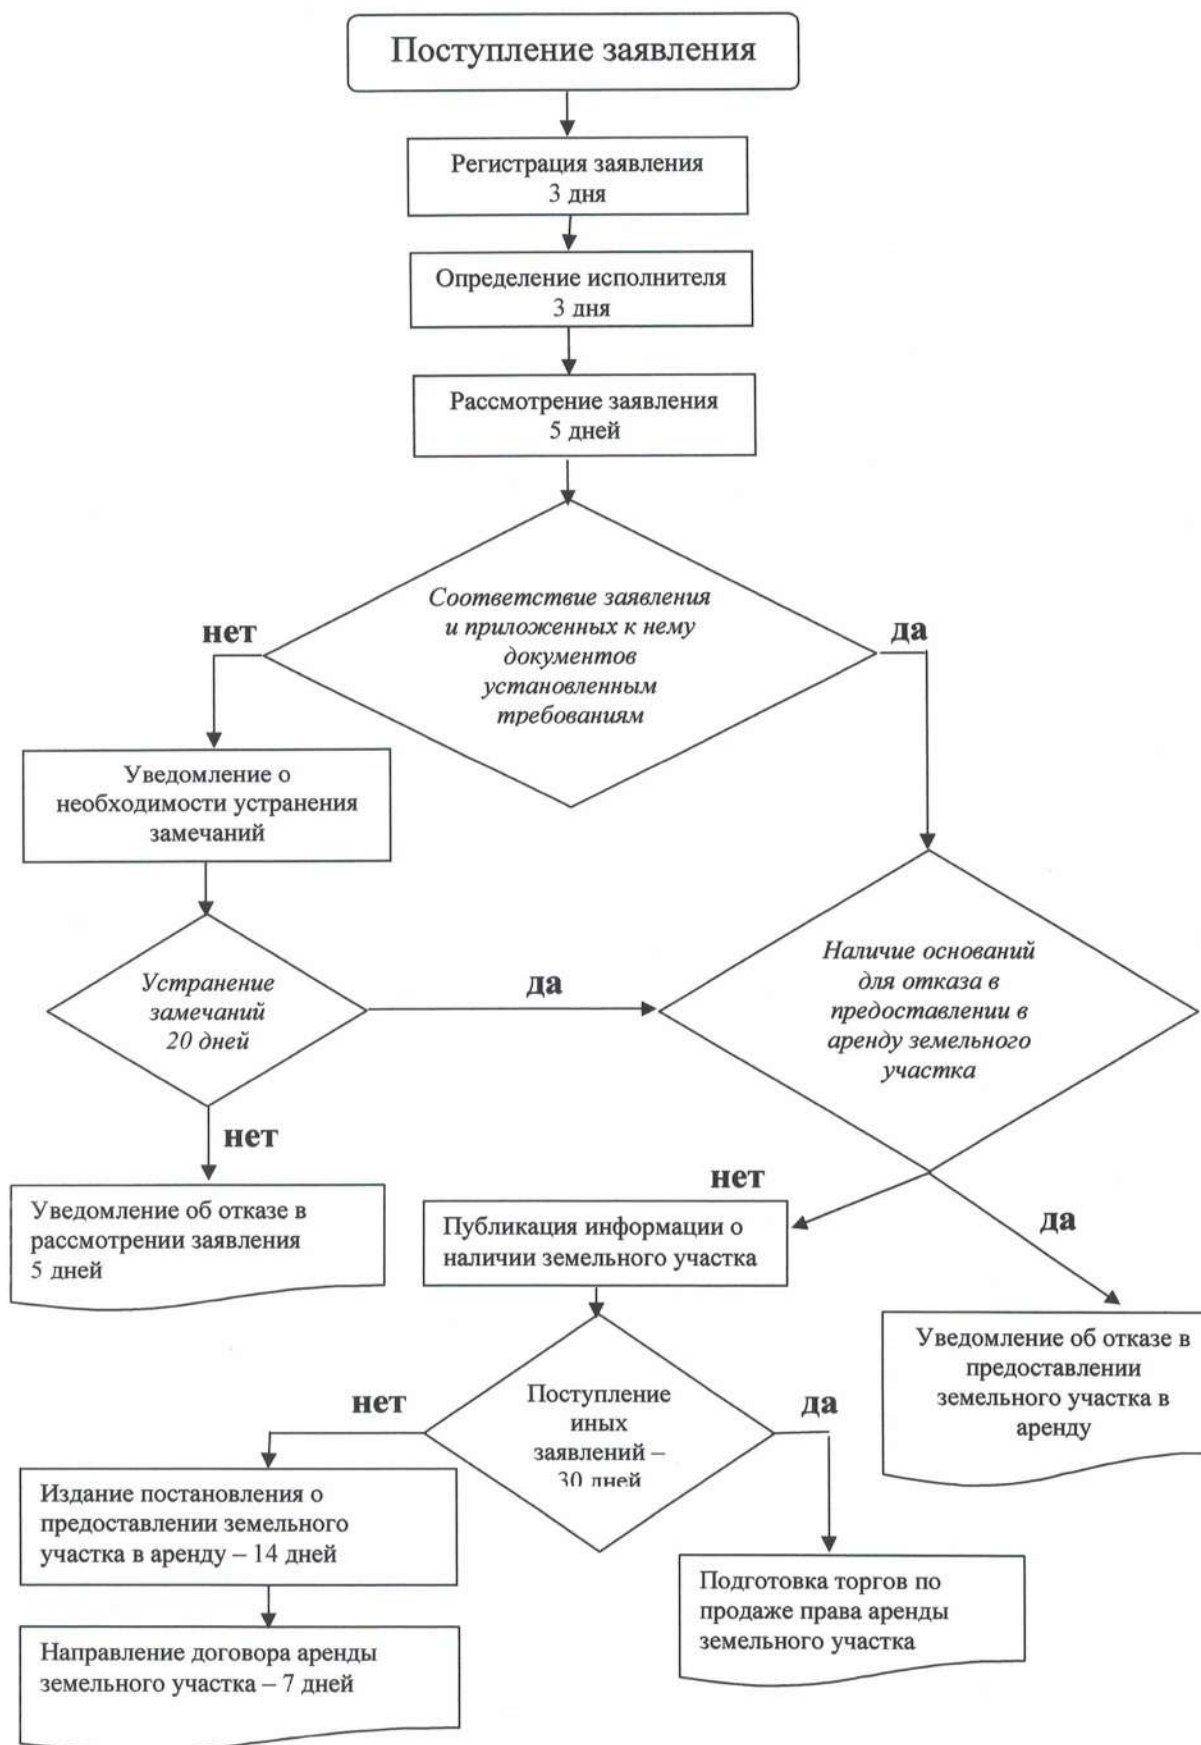 Поступление заявления
Регистрация заявления
3 дня
Определение исполнителя
3 дня
Рассмотрение заявления
5 дней
Соответствие заявления
и приложенных к нему
документов
установленным
требованиям
нет
да
Уведомление о
необходимости устранения
замечаний
Устранение
замечаний
20 дней
да
Наличие оснований
для отказа в
предоставлении в
аренду земельного
участка
нет
нет
да
Уведомление об отказе в
рассмотрении заявления
5 дней
Публикация информации о
наличии земельного участка
Уведомление об отказе в
предоставлении
земельного участка в
аренду
Поступление
иных
заявлений –
30 дней
нет
да
Издание постановления о
предоставлении земельного
участка в аренду – 14 дней
Подготовка торгов по
продаже права аренды
земельного участка
Направление договора аренды
земельного участка – 7 дней